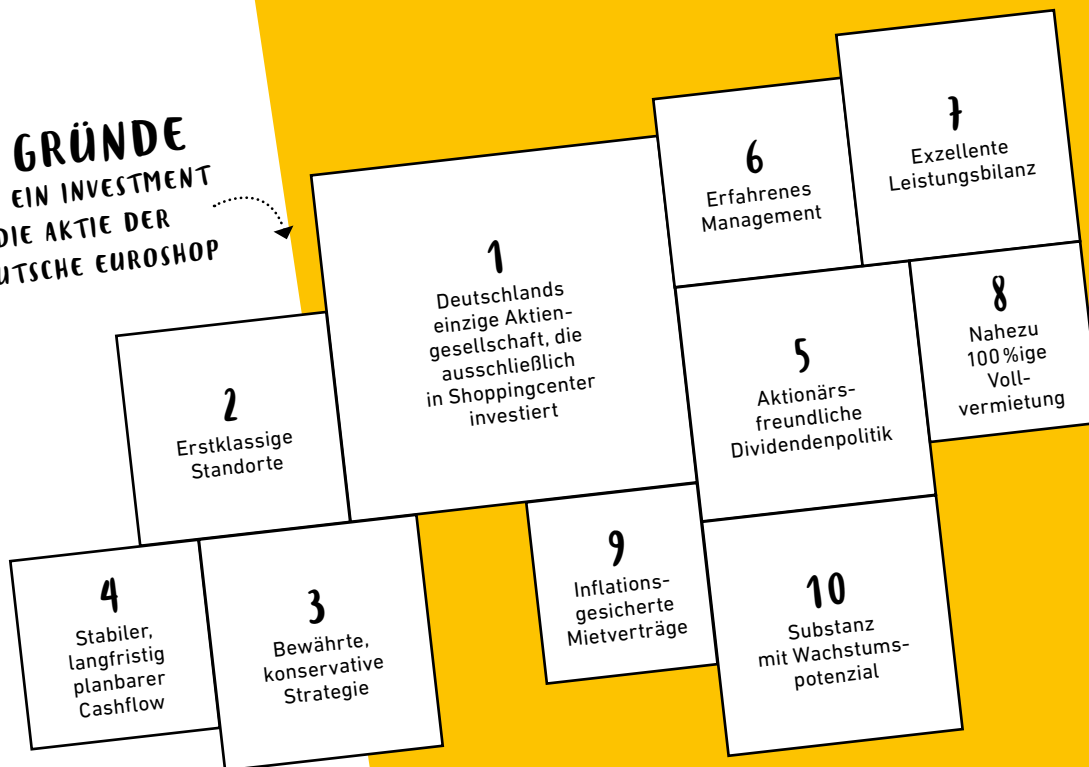 GRÜNDE
EIN INVESTMENT
DIE AKTIE DER
UTSCHE EUROSHOP
1
Deutschlands
einzige Aktien-
gesellschaft, die
ausschließlich
in Shoppingcenter
investiert
2
Erstklassige
Standorte
3
Bewährte,
konservative
Strategie
4
Stabiler,
langfristig
planbarer
Cashflow
5
Aktionärs-
freundliche
Dividendenpolitik
6
Erfahrenes
Management
7
Exzellente
Leistungsbilanz
8
Nahezu
100 %ige
Voll-
vermietung
9
Inflations-
gesicherte
Mietverträge
10
Substanz
mit Wachstums-
potenzial